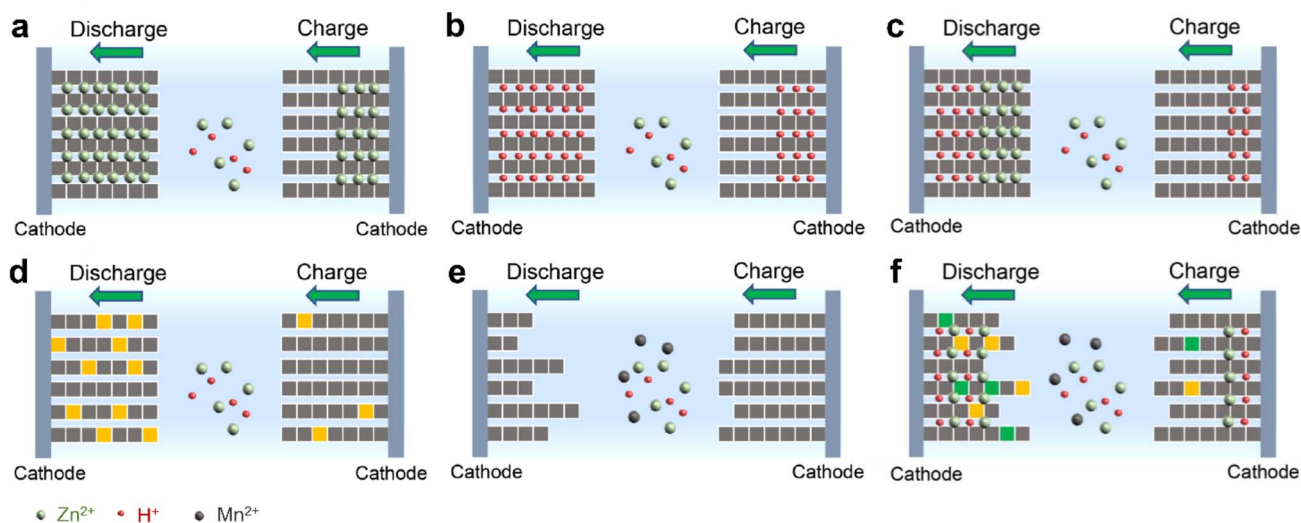 a
Discharge
Charge
Cathode
Cathode
b
Discharge
Charge
Cathode
Cathode
c
Discharge
Charge
Cathode
Cathode
d
Discharge
Charge
Cathode
Cathode
e
Discharge
Charge
Cathode
Cathode
f
Discharge
Charge
Cathode
Cathode
Zn²⁺ H⁺ Mn²⁺